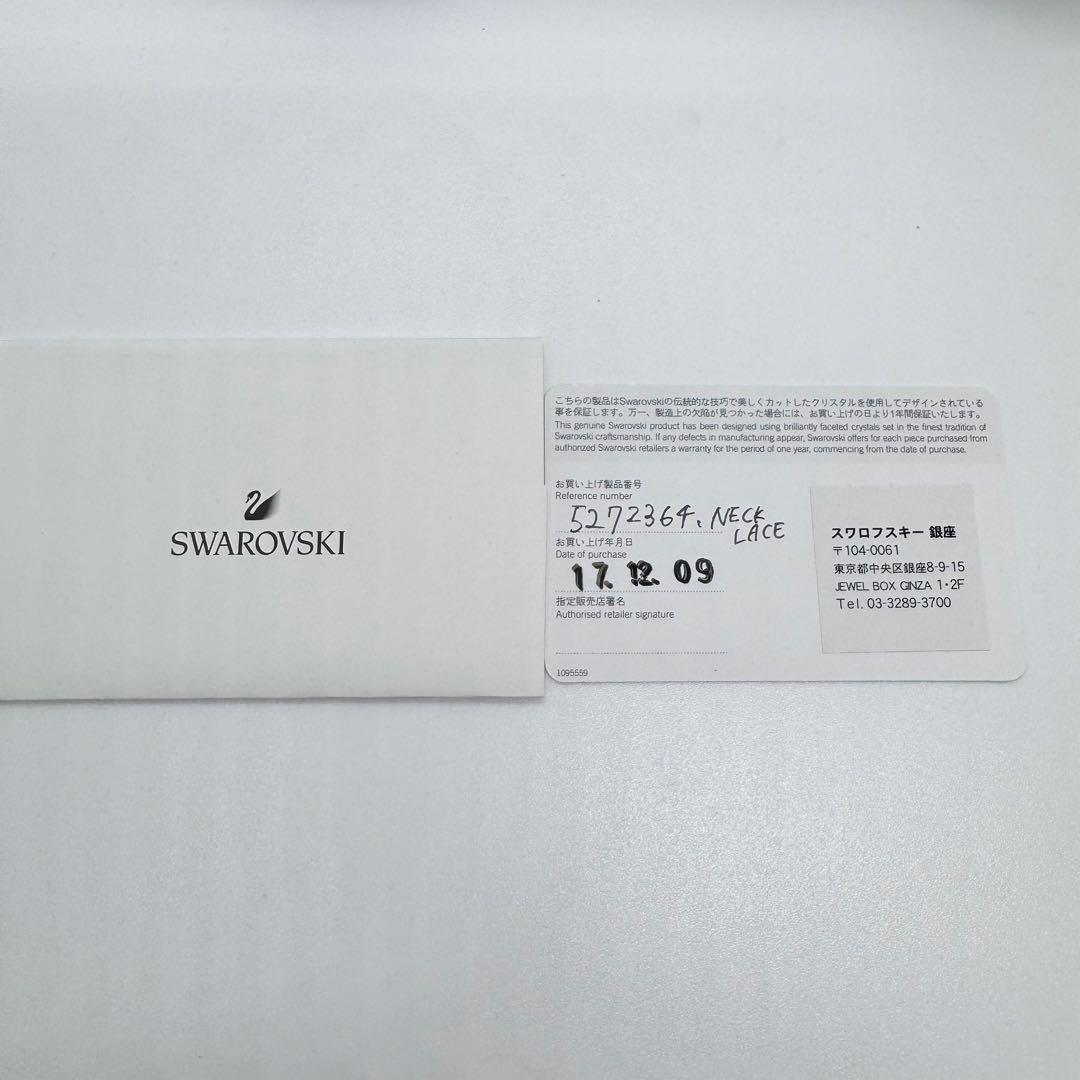 SWAROVSKI
こちらの製品はSwarovskiの伝統的な技巧で美しくカットしたクリスタルを使用してデザインされている
事を保証します。万一、製造上の欠陥が見つかった場合には、お買い上げの日より1年間保証いたします。
This genuine Swarovski product has been designed using brilliantly faceted crystals set in the finest tradition of
Swarovski craftsmanship. If any defects in manufacturing appear, Swarovski offers for each piece purchased from
authorized Swarovski retailers a warranty for the period of one year, commencing from the date of purchase.
お買い上げ製品番号
Reference number
5272364. NECK
LACE
お買い上げ年月日
Date of purchase
17. 12. 09
指定販売店署名
Authorised retailer signature
1095559
スワロフスキー 銀座
〒104-0061
東京都中央区銀座8-9-15
JEWEL BOX GINZA 1・2F
Tel. 03-3289-3700